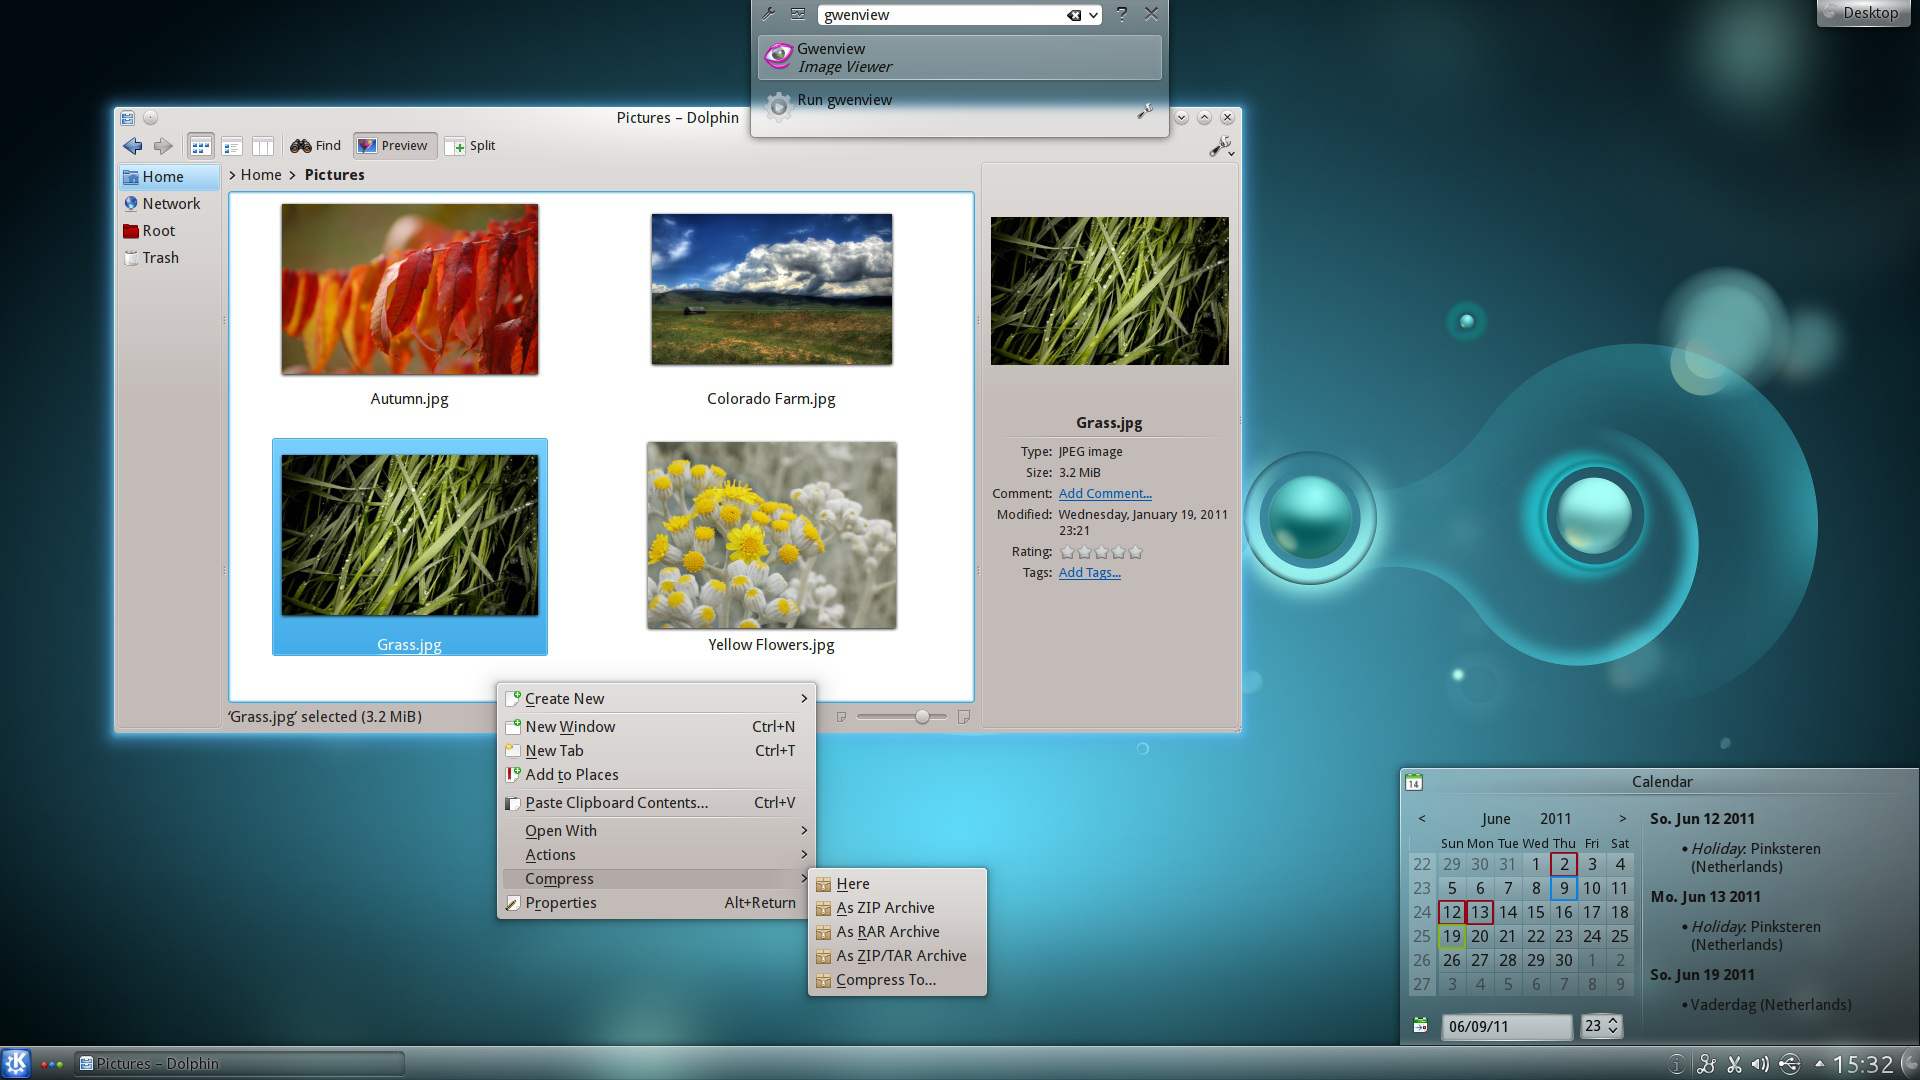 gwenview
?
Desktop
Gwenview
Image Viewer
Run gwenview
Pictures – Dolphin
Find
Preview
Split
Home
Network
Root
Trash
> Home > Pictures
Autumn.jpg
Colorado Farm.jpg
Grass.jpg
Yellow Flowers.jpg
Grass.jpg
Type: JPEG image
Size: 3.2 MiB
Comment: Add Comment...
Modified: Wednesday, January 19, 2011
23:21
Rating:
Tags: Add Tags...
‘Grass.jpg’ selected (3.2 MiB)
Create New
New Window Ctrl+N
New Tab Ctrl+T
Add to Places
Paste Clipboard Contents... Ctrl+V
Open With
Actions
Compress
Properties Alt+Return
Here
As ZIP Archive
As RAR Archive
As ZIP/TAR Archive
Compress To...
14
Calendar
< June 2011 >
Sun Mon Tue Wed Thu Fri Sat
22 29 30 31 1 2 3 4
23 5 6 7 8 9 10 11
24 12 13 14 15 16 17 18
25 19 20 21 22 23 24 25
26 26 27 28 29 30 1 2
27 3 4 5 6 7 8 9
06/09/11 23
So. Jun 12 2011
• Holiday: Pinksteren
(Netherlands)
Mo. Jun 13 2011
• Holiday: Pinksteren
(Netherlands)
So. Jun 19 2011
• Vaderdag (Netherlands)
Pictures – Dolphin
15:32